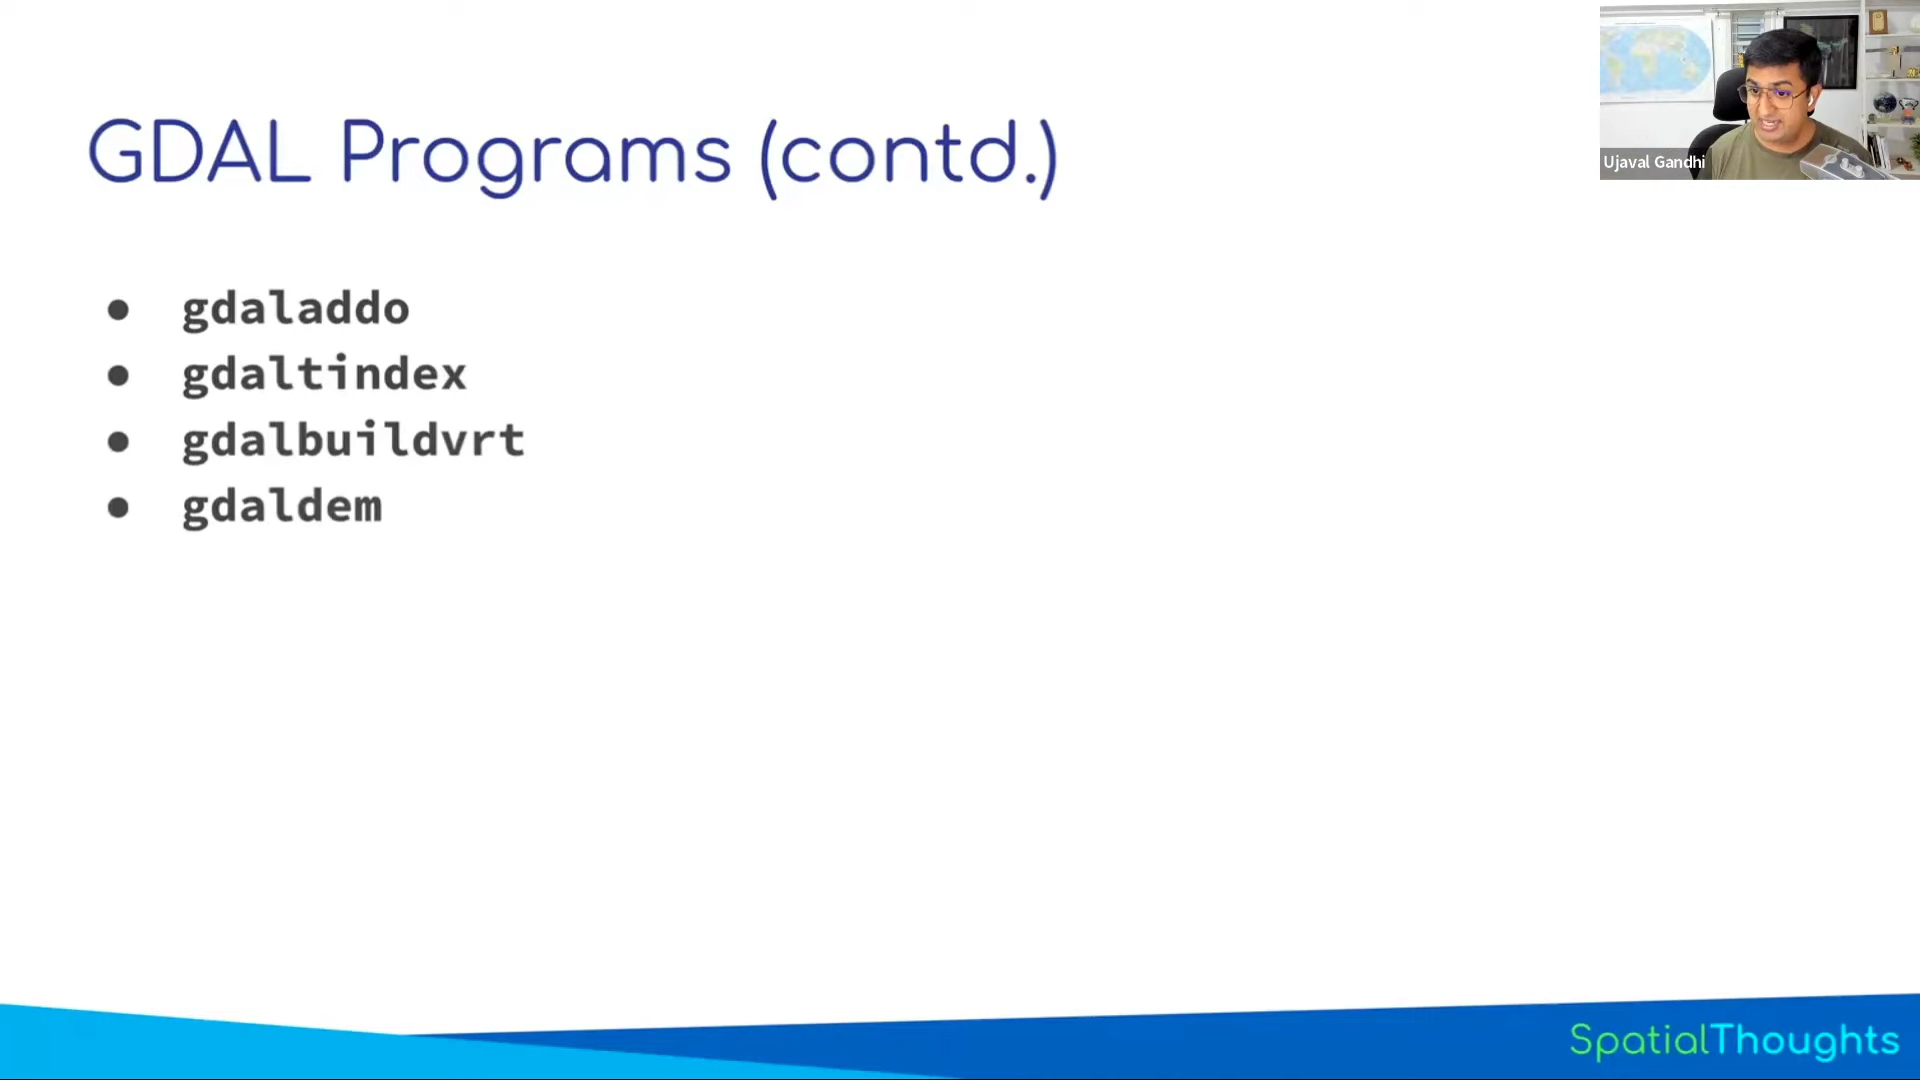 GDAL Programs (contd.)
Ujaval Gandhi
● gdaladdo
● gdaltindex
● gdalbuildvrt
● gdaldem
SpatialThoughts